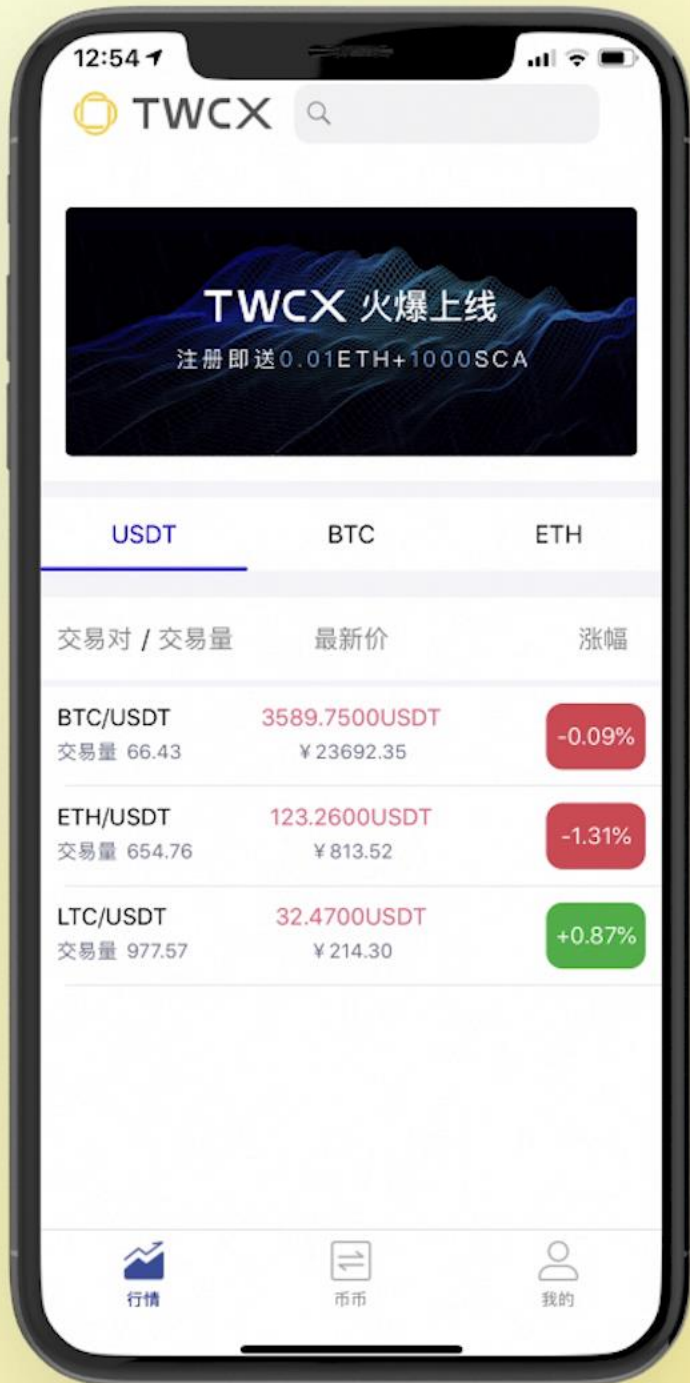 12:54
TWCX
TWCX 火爆上线
注册即送0.01ETH+1000SCA
USDT BTC ETH
交易对 / 交易量 最新价 涨幅
BTC/USDT 3589.7500USDT -0.09%
交易量 66.43 ¥23692.35
ETH/USDT 123.2600USDT -1.31%
交易量 654.76 ¥813.52
LTC/USDT 32.4700USDT +0.87%
交易量 977.57 ¥214.30
行情 币币 我的